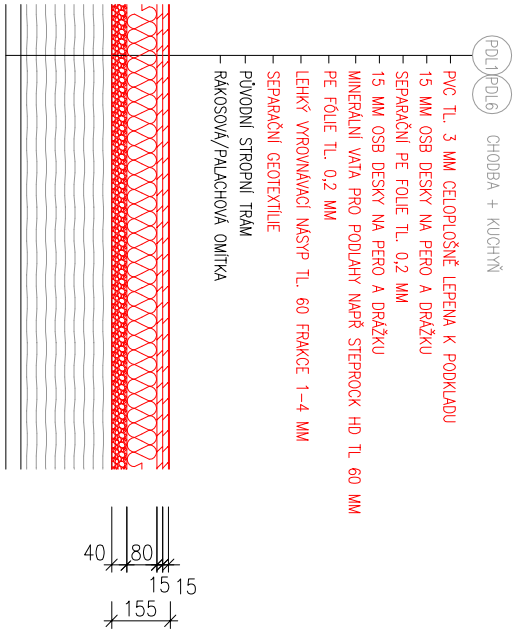 PDL1 PDL6 CHODBA + KUCHYŇ
PVC TL. 3 MM CELOPLOŠNĚ LEPENA K PODKLADU
15 MM OSB DESKY NA PERO A DRÁŽKU
SEPARAČNÍ PE FOLIE TL. 0,2 MM
15 MM OSB DESKY NA PERO A DRÁŽKU
MINERÁLNÍ VATA PRO PODLAHY NAPŘ STEPROCK HD TL 60 MM
PE FÓLIE TL. 0,2 MM
LEHKÝ VYROVNÁVACÍ NÁSYP TL. 60 FRAKCE 1-4 MM
SEPARAČNÍ GEOTEXTÍLIE
PŮVODNÍ STROPNÍ TRÁM
RÁKOSOVÁ/PALACHOVÁ OMÍTKA
40 80 15 15
155